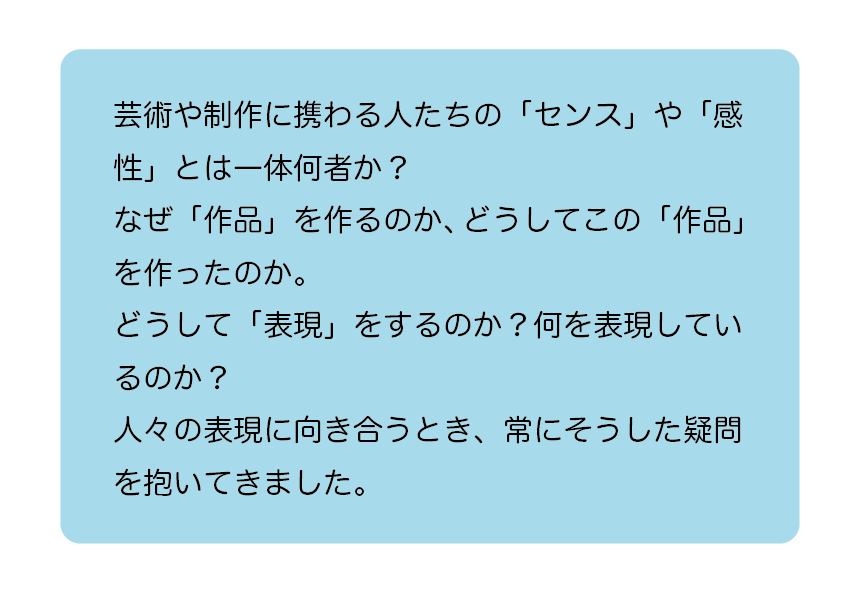 芸術や制作に携わる人たちの「センス」や「感
性」とは一体何者か？
なぜ「作品」を作るのか、どうしてこの「作品」
を作ったのか。
どうして「表現」をするのか？何を表現してい
るのか？
人々の表現に向き合うとき、常にそうした疑問
を抱いてきました。